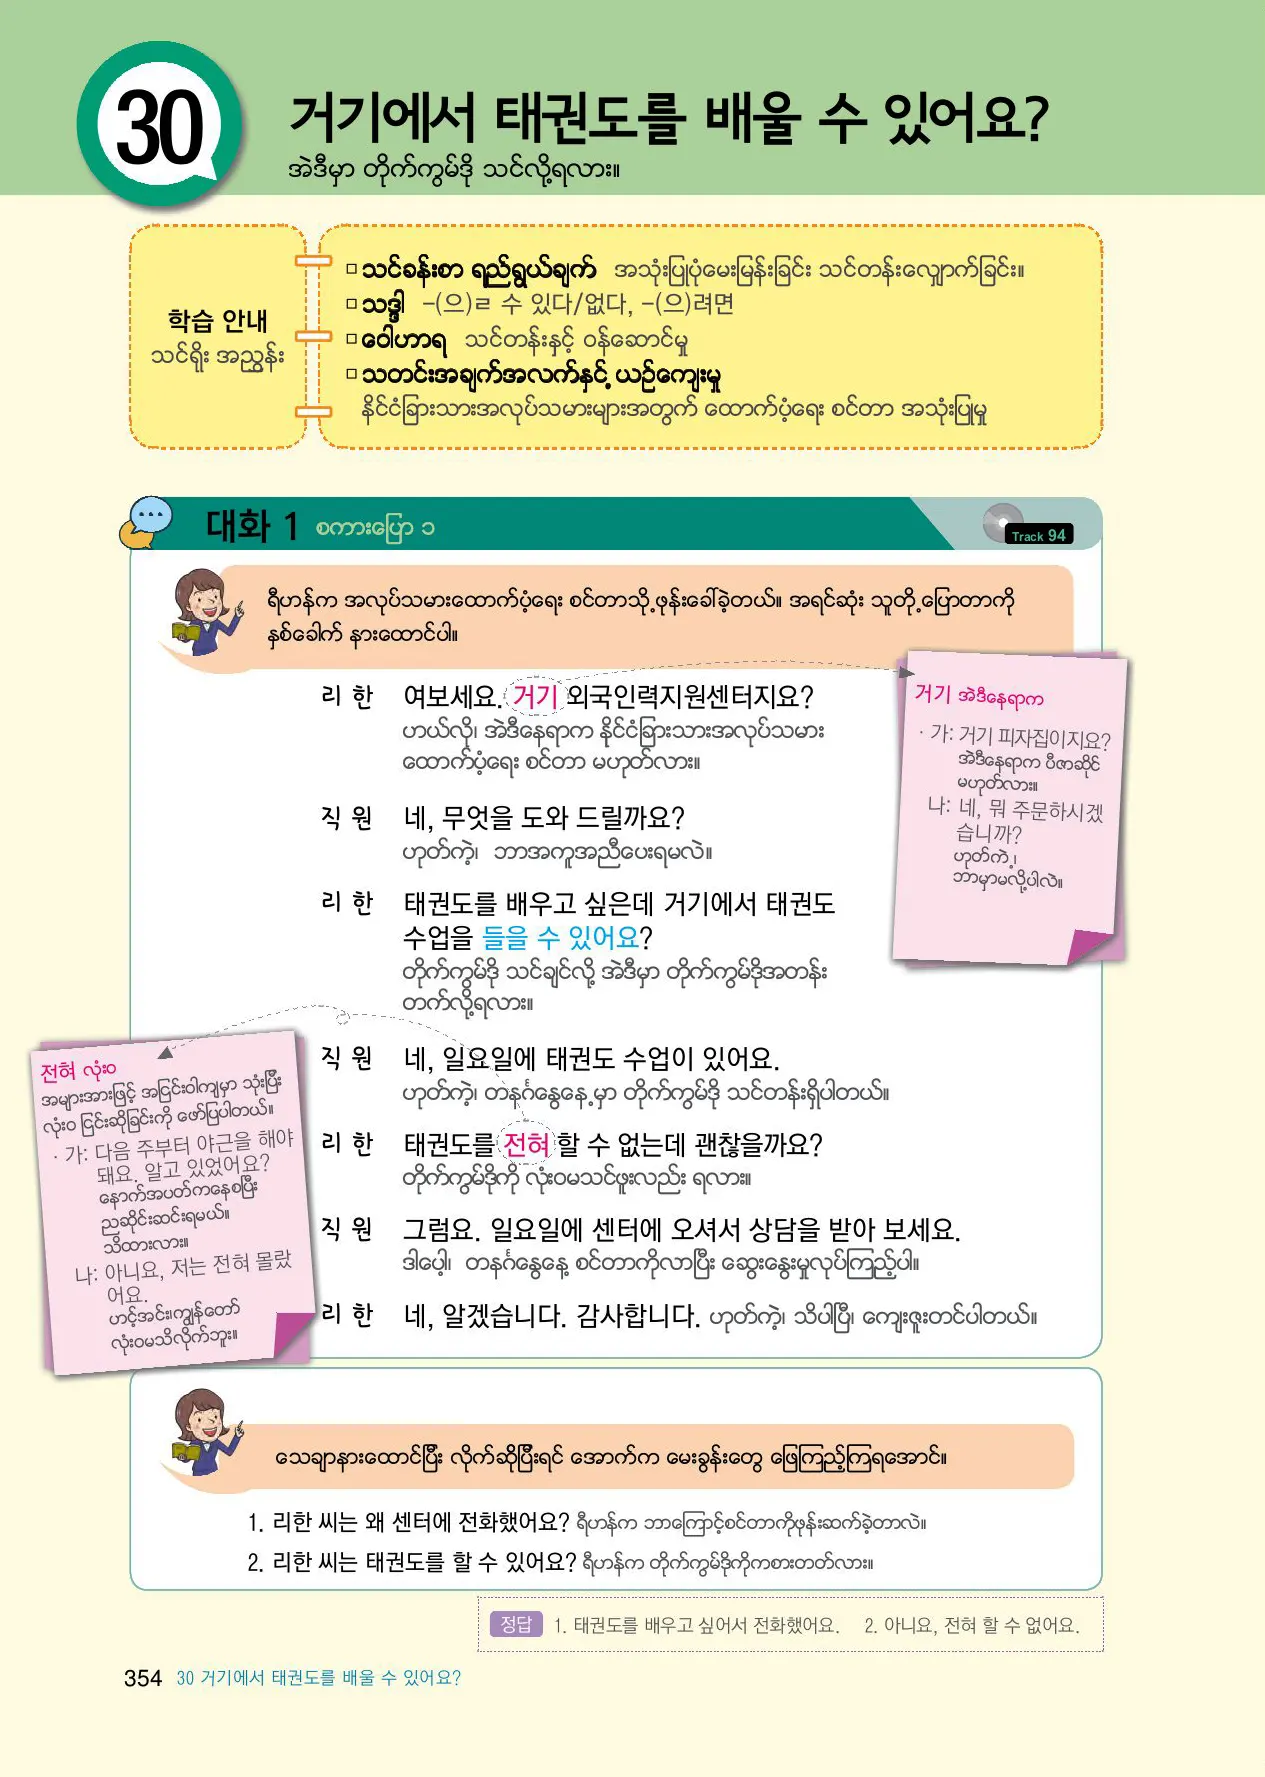 30
거기에서 태권도를 배울 수 있어요?
အဲဒီမှာ တိုက်ကွမ်ဒို သင်လို့ရလား။
학습 안내
သင်ရိုး အညွှန်း
□ သင်ခန်းစာ ရည်ရွယ်ချက် အသုံးပြုပုံမေးမြန်းခြင်း သင်တန်းလျှောက်ခြင်း။
□ သဒ္ဒါ -(으)ㄹ 수 있다/없다, -(으)려면
□ ဝေါဟာရ သင်တန်းနှင့် ဝန်ဆောင်မှု
□ သတင်းအချက်အလက်နှင့် ယဉ်ကျေးမှု
နိုင်ငံခြားသားအလုပ်သမားများအတွက် ထောက်ပံ့ရေး စင်တာ အသုံးပြုမှု
대화 1 စကားပြော ၁
Track 94
ရီဟန်က အလုပ်သမားထောက်ပံ့ရေး စင်တာသို့ ဖုန်းခေါ်ခဲ့တယ်။ အရင်ဆုံး သူတို့ ပြောတာကို
နှစ်ခေါက် နားထောင်ပါ။
리 한 여보세요. 거기 외국인력지원센터지요?
ဟယ်လို၊ အဲဒီနေရာက နိုင်ငံခြားသားအလုပ်သမား
ထောက်ပံ့ရေး စင်တာ မဟုတ်လား။
직 원 네, 무엇을 도와 드릴까요?
ဟုတ်ကဲ့၊ ဘာအကူအညီပေးရမလဲ။
리 한 태권도를 배우고 싶은데 거기에서 태권도
수업을 들을 수 있어요?
တိုက်ကွမ်ဒို သင်ချင်လို့ အဲဒီမှာ တိုက်ကွမ်ဒိုအတန်း
တက်လို့ရလား။
직 원 네, 일요일에 태권도 수업이 있어요.
ဟုတ်ကဲ့၊ တနင်္ဂနွေနေ့မှာ တိုက်ကွမ်ဒို သင်တန်းရှိပါတယ်။
리 한 태권도를 전혀 할 수 없는데 괜찮을까요?
တိုက်ကွမ်ဒိုကို လုံးဝမသင်ဖူးလည်း ရလား။
직 원 그럼요. 일요일에 센터에 오셔서 상담을 받아 보세요.
ဒါပေါ့၊ တနင်္ဂနွေနေ့ စင်တာကိုလာပြီး ဆွေးနွေးမှုလုပ်ကြည့်ပါ။
리 한 네, 알겠습니다. 감사합니다. ဟုတ်ကဲ့၊ သိပါပြီ၊ ကျေးဇူးတင်ပါတယ်။
거기 အဲဒီနေရာက
· 가: 거기 피자집이지요?
အဲဒီနေရာက ပီဇာဆိုင်
မဟုတ်လား။
나: 네, 뭐 주문하시겠
습니까?
ဟုတ်ကဲ့၊
ဘာမှာမလို့ပါလဲ။
전혀 လုံးဝ
အများအားဖြင့် အငြင်းဝါကျမှာ သုံးပြီး
လုံးဝ ငြင်းဆိုခြင်းကို ဖော်ပြပါတယ်။
· 가: 다음 주부터 야근을 해야
돼요. 알고 있었어요?
နောက်အပတ်ကနေစပြီး
ညဆိုင်းဆင်းရမယ်။
သိထားလား။
나: 아니요, 저는 전혀 몰랐
어요.
ဟင့်အင်း၊ကျွန်တော်
လုံးဝမသိလိုက်ဘူး။
သေချာနားထောင်ပြီး လိုက်ဆိုပြီးရင် အောက်က မေးခွန်းတွေ ဖြေကြည့်ကြရအောင်။
1. 리한 씨는 왜 센터에 전화했어요? ရီဟန်က ဘာကြောင့်စင်တာကိုဖုန်းဆက်ခဲ့တာလဲ။
2. 리한 씨는 태권도를 할 수 있어요? ရီဟန်က တိုက်ကွမ်ဒိုကိုကစားတတ်လား။
정답 1. 태권도를 배우고 싶어서 전화했어요. 2. 아니요, 전혀 할 수 없어요.
354 30 거기에서 태권도를 배울 수 있어요?